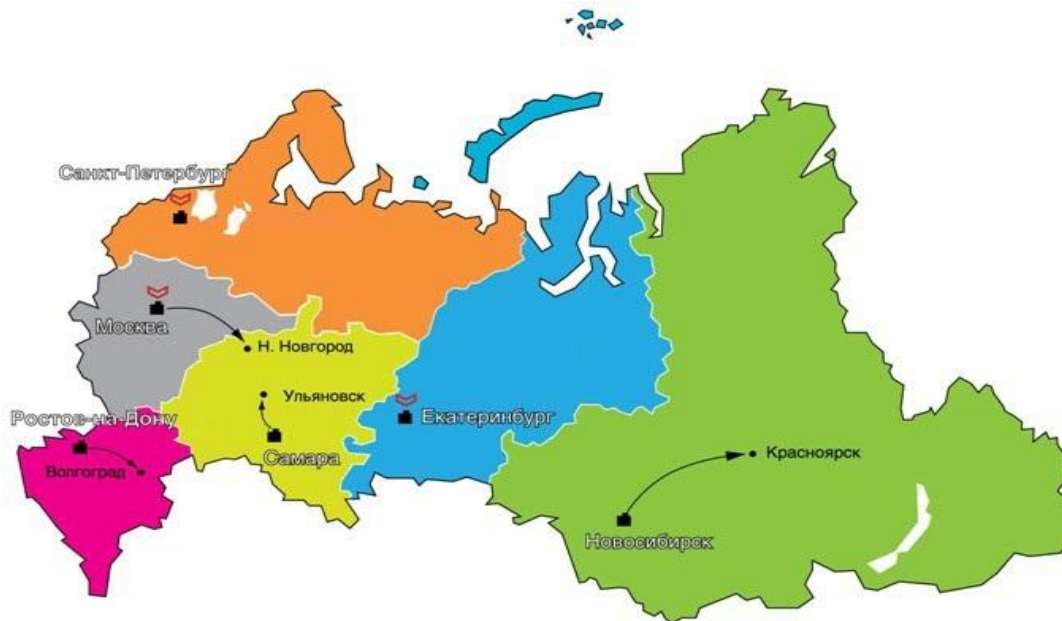 Санкт-Петербург
Москва
Н. Новгород
Ульяновск
Ростов-на-Дону
Екатеринбург
Волгоград
Самара
Красноярск
Новосибирск